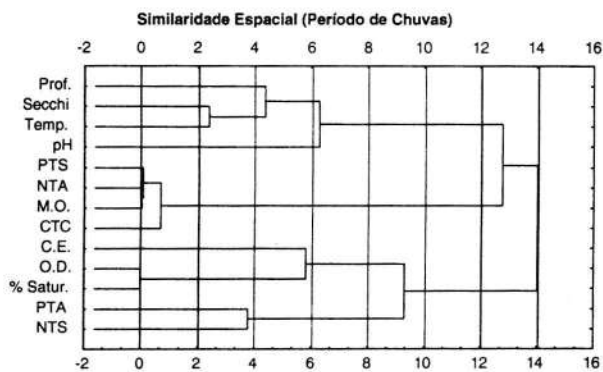 Similaridade Espacial (Período de Chuvas)
-2 0 2 4 6 8 10 12 14 16
Prof.
Secchi
Temp.
pH
PTS
NTA
M.O.
CTC
C.E.
O.D.
% Satur.
PTA
NTS
-2 0 2 4 6 8 10 12 14 16